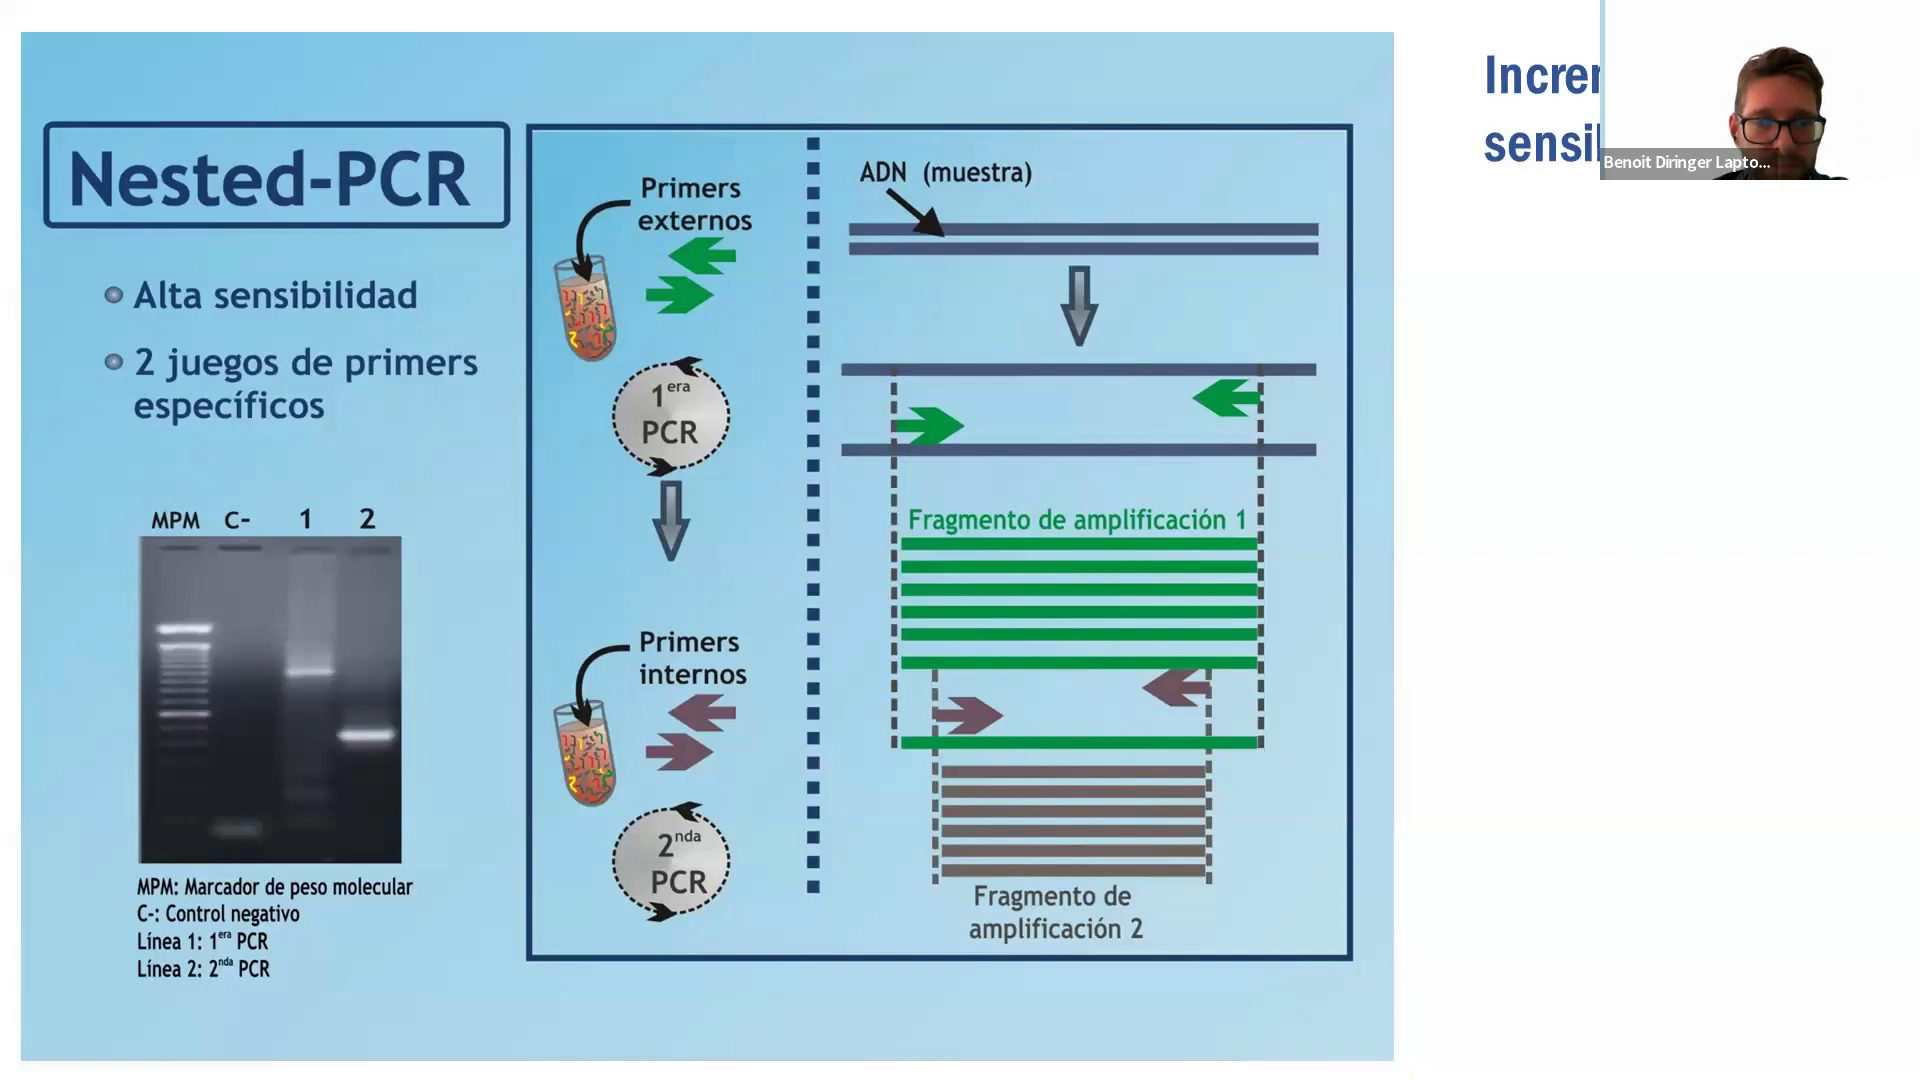 Nested-PCR
Alta sensibilidad
2 juegos de primers
específicos
MPM C- 1 2
MPM: Marcador de peso molecular
C-: Control negativo
Línea 1: 1era PCR
Línea 2: 2nda PCR
Primers
externos
1era
PCR
Primers
internos
2nda
PCR
ADN (muestra)
Fragmento de amplificación 1
Fragmento de
amplificación 2
Benoit Diringer Lapto...